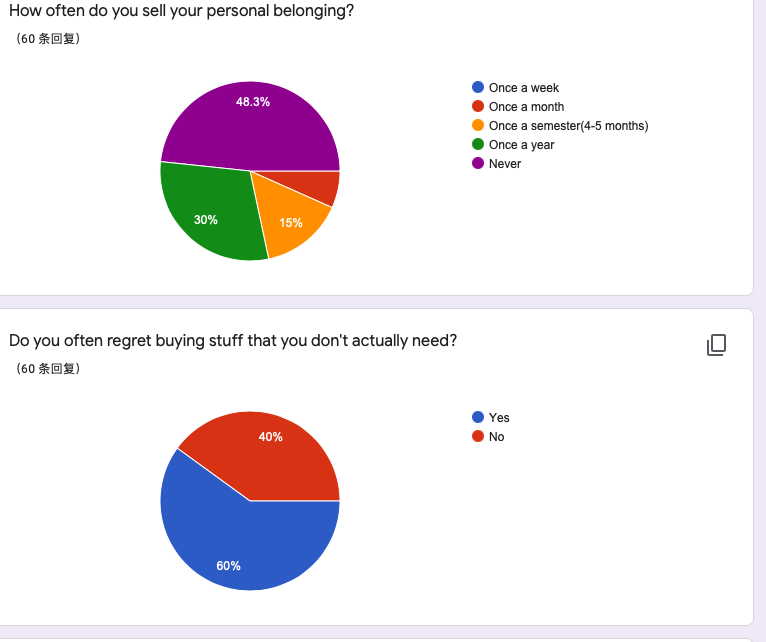 How often do you sell your personal belonging?
(60 条回复)
48.3%
30%
15%
Once a week
Once a month
Once a semester(4-5 months)
Once a year
Never
Do you often regret buying stuff that you don't actually need?
(60 条回复)
40%
60%
Yes
No